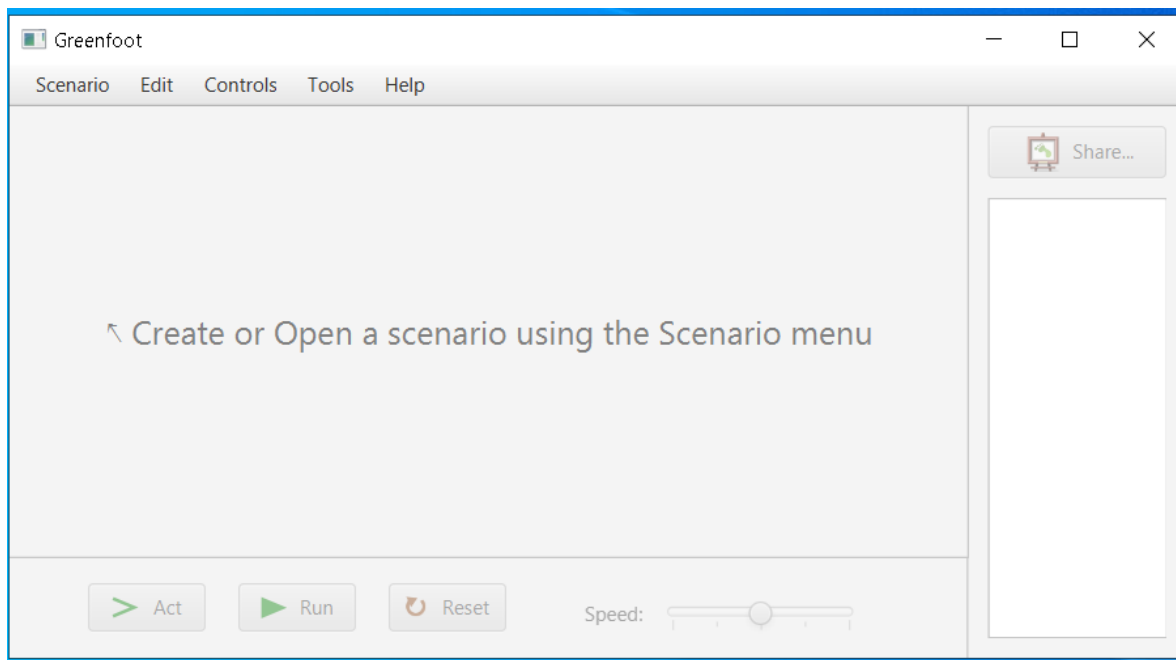 Greenfoot
Scenario Edit Controls Tools Help
Share...
Create or Open a scenario using the Scenario menu
Act Run Reset Speed: